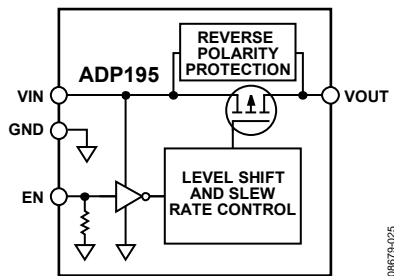 REVERSE
POLARITY
PROTECTION
ADP195
VIN
VOUT
GND
EN
LEVEL SHIFT
AND SLEW
RATE CONTROL
08679-025